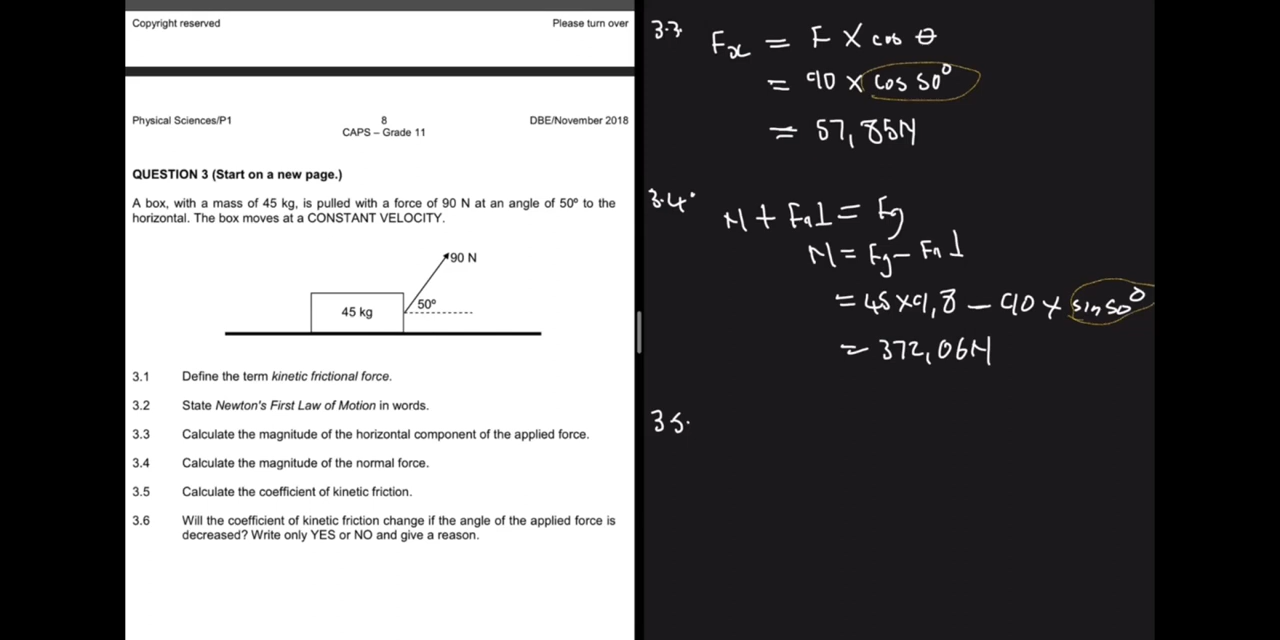 Copyright reserved
Please turn over
Physical Sciences/P1
8
DBE/November 2018
CAPS – Grade 11
QUESTION 3 (Start on a new page.)
A box, with a mass of 45 kg, is pulled with a force of 90 N at an angle of 50° to the
horizontal. The box moves at a CONSTANT VELOCITY.
90 N
50°
45 kg
3.1 Define the term kinetic frictional force.
3.2 State Newton's First Law of Motion in words.
3.3 Calculate the magnitude of the horizontal component of the applied force.
3.4 Calculate the magnitude of the normal force.
3.5 Calculate the coefficient of kinetic friction.
3.6 Will the coefficient of kinetic friction change if the angle of the applied force is
decreased? Write only YES or NO and give a reason.
3.3 Fx = F × cos θ
= 90 × cos 50°
= 57,85N
3.4. N + FA⊥ = Fg
N = Fg – FA⊥
= 45 × 9,8 – 90 × sin 50°
= 372,06N
35.